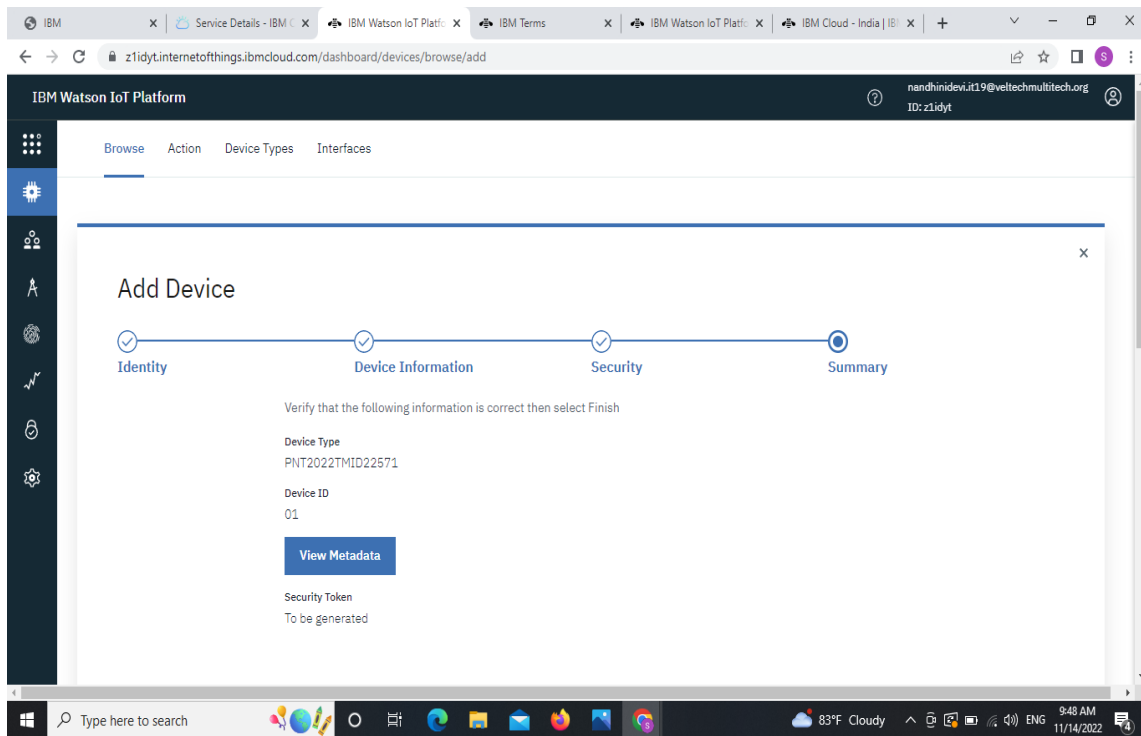 IBM
Service Details - IBM C
IBM Watson IoT Platfo
IBM Terms
IBM Watson IoT Platfo
IBM Cloud - India | IB
z1idyt.internetofthings.ibmcloud.com/dashboard/devices/browse/add
S
IBM Watson IoT Platform
nandhinidevi.it19@veltechmultitech.org
ID: z1idyt
Browse Action Device Types Interfaces
Add Device
Identity Device Information Security Summary
Verify that the following information is correct then select Finish
Device Type
PNT2022TMID22571
Device ID
01
View Metadata
Security Token
To be generated
Type here to search
S
83°F Cloudy
ENG
9:48 AM
11/14/2022
4